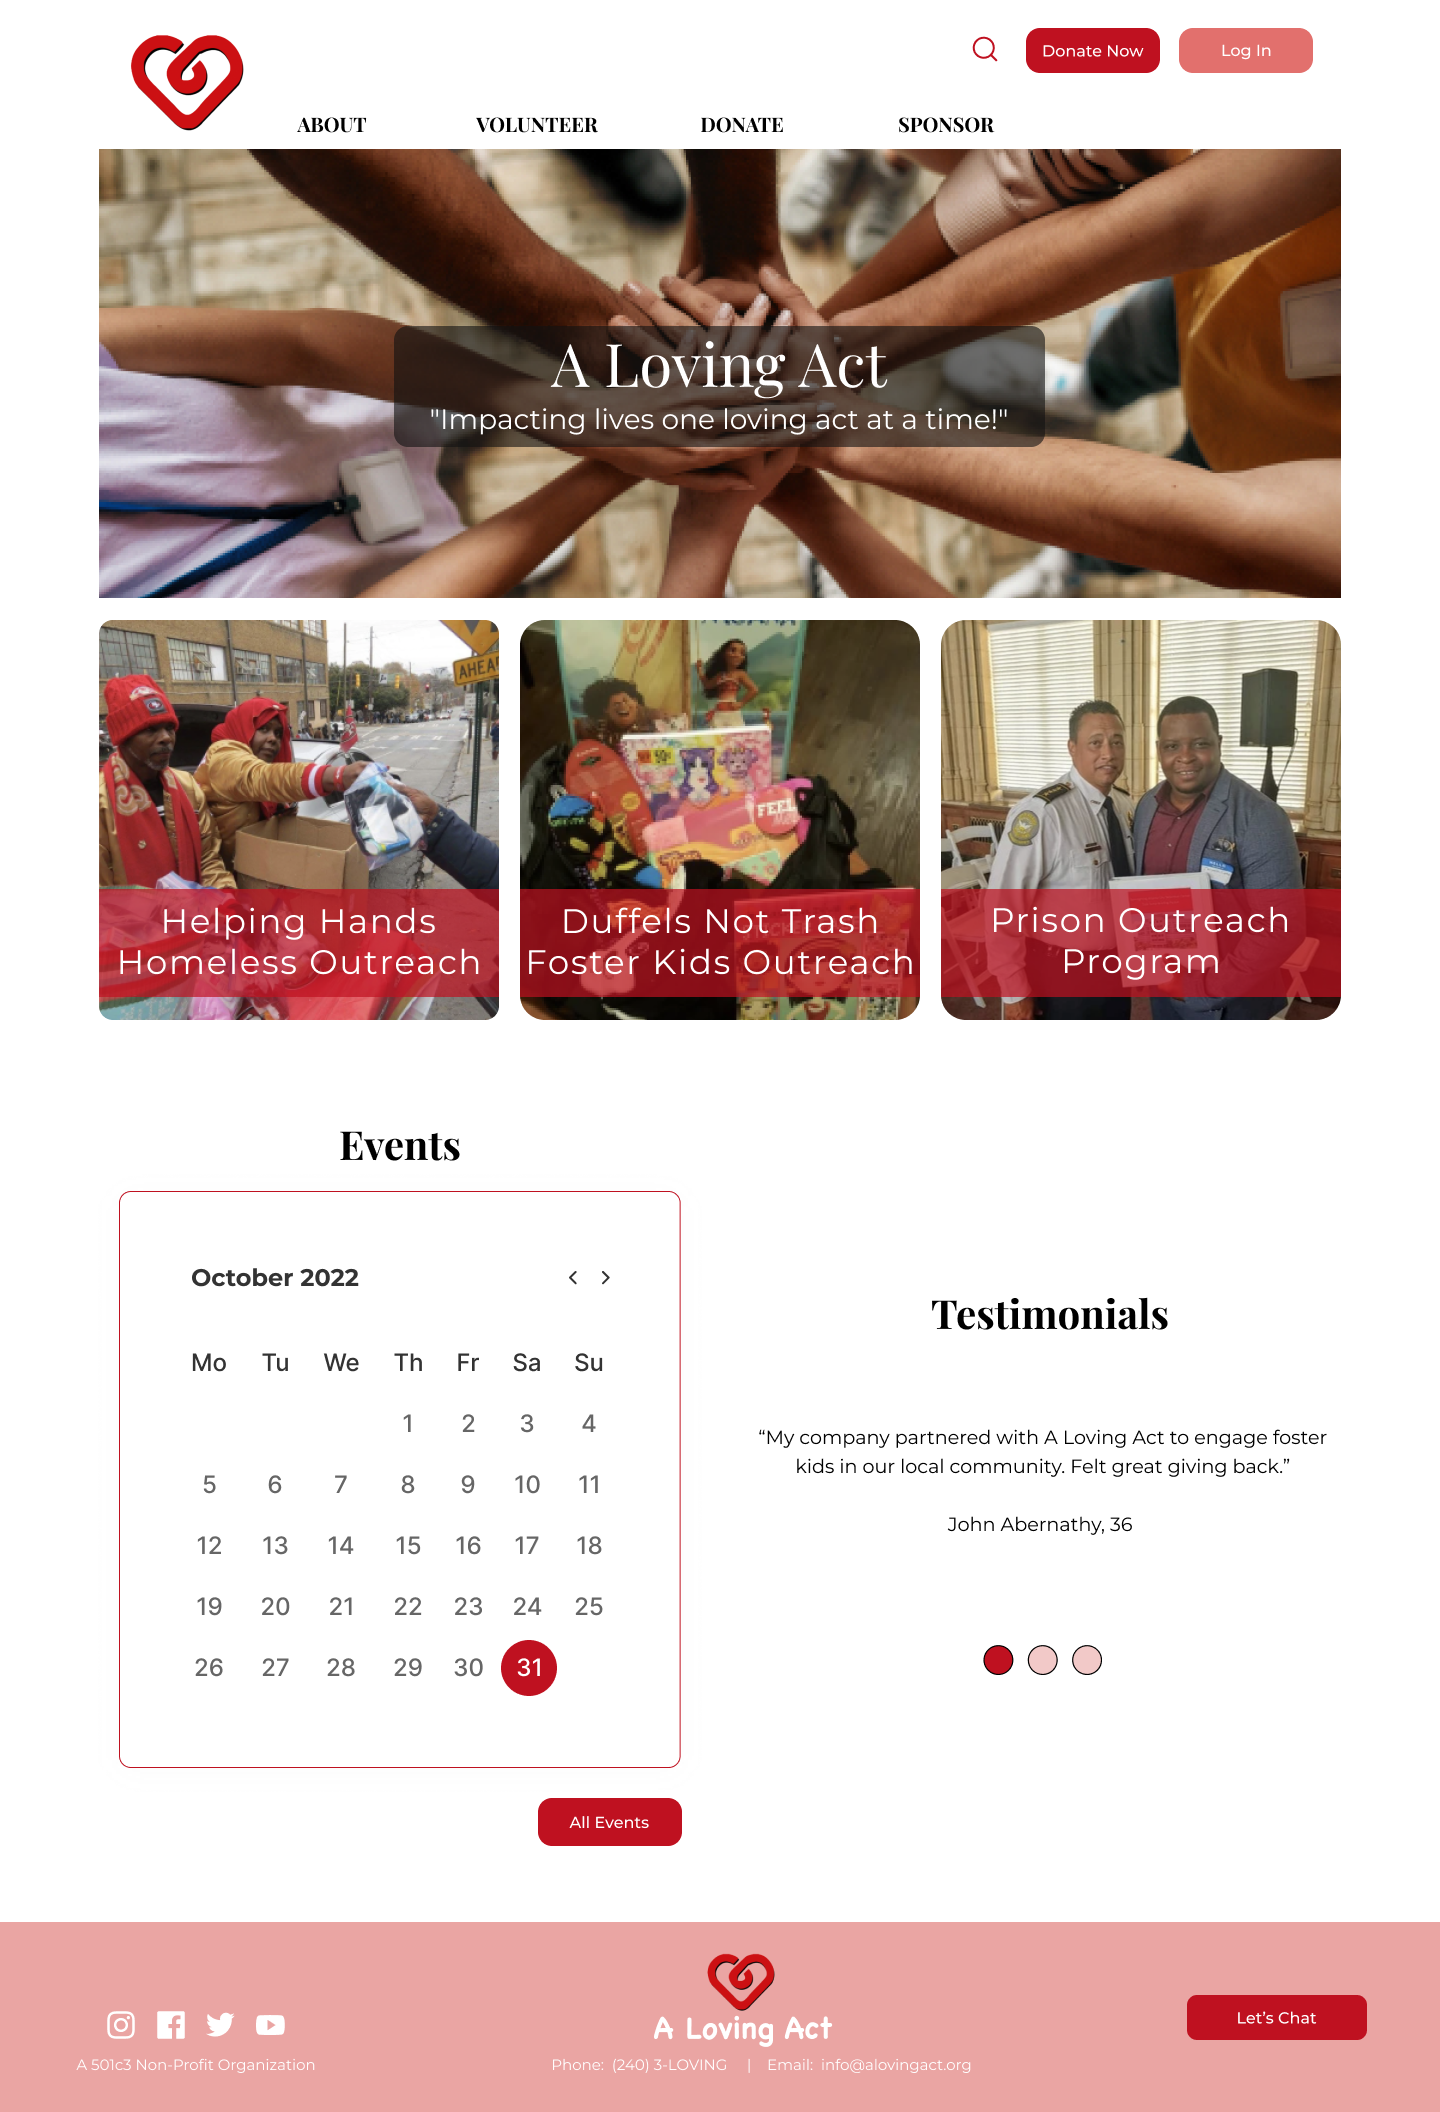 Donate Now
Log In
ABOUT
VOLUNTEER
DONATE
SPONSOR
A Loving Act
"Impacting lives one loving act at a time!"
AHEA
FEEL
Helping Hands
Homeless Outreach
Duffels Not Trash
Foster Kids Outreach
Prison Outreach
Program
Events
October 2022
Mo Tu We Th Fr Sa Su
1 2 3 4
5 6 7 8 9 10 11
12 13 14 15 16 17 18
19 20 21 22 23 24 25
26 27 28 29 30 31
All Events
Testimonials
“My company partnered with A Loving Act to engage foster
kids in our local community. Felt great giving back.”
John Abernathy, 36
A 501c3 Non-Profit Organization
A Loving Act
Phone: (240) 3-LOVING | Email: info@alovingact.org
Let’s Chat